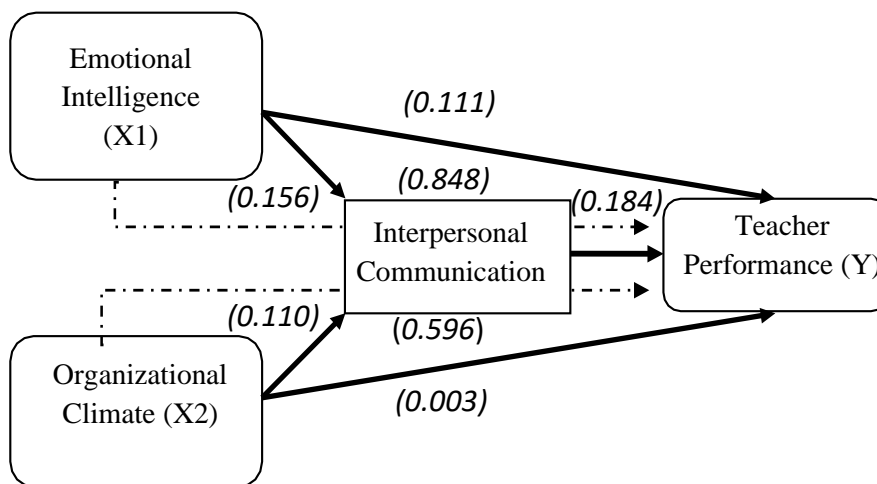 Emotional
Intelligence
(X1)
(0.111)
(0.156)
(0.848)
(0.184)
Interpersonal
Communication
Teacher
Performance (Y)
(0.110)
(0.596)
Organizational
Climate (X2)
(0.003)